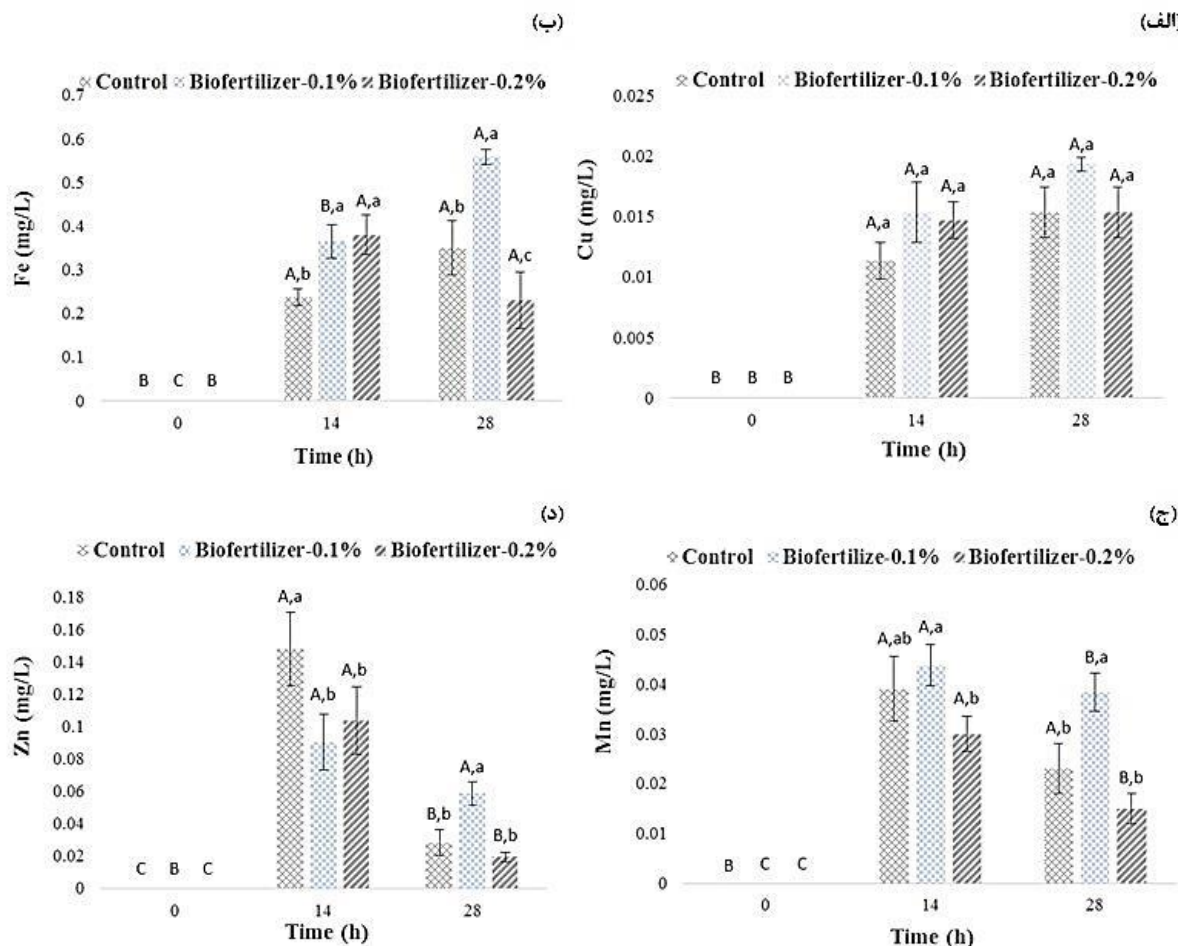 (ب)
Control Biofertilizer-0.1% Biofertilizer-0.2%
0.7
0.6
0.5
0.4
0.3
0.2
0.1
0
Fe (mg/L)
B C B
A,b B,a A,a
A,b A,a A,c
0 14 28
Time (h)
(الف
Control Biofertilizer-0.1% Biofertilizer-0.2%
0.025
0.02
0.015
0.01
0.005
0
Cu (mg/L)
B B B
A,a A,a A,a
A,a A,a A,a
0 14 28
Time (h)
(د)
Control Biofertilizer-0.1% Biofertilizer-0.2%
0.18
0.16
0.14
0.12
0.1
0.08
0.06
0.04
0.02
0
Zn (mg/L)
C B C
A,a A,b A,b
B,b A,a B,b
0 14 28
Time (h)
(ج)
Control Biofertilize-0.1% Biofertilizer-0.2%
0.06
0.05
0.04
0.03
0.02
0.01
0
Mn (mg/L)
B C C
A,ab A,a A,b
A,b B,a B,b
0 14 28
Time (h)